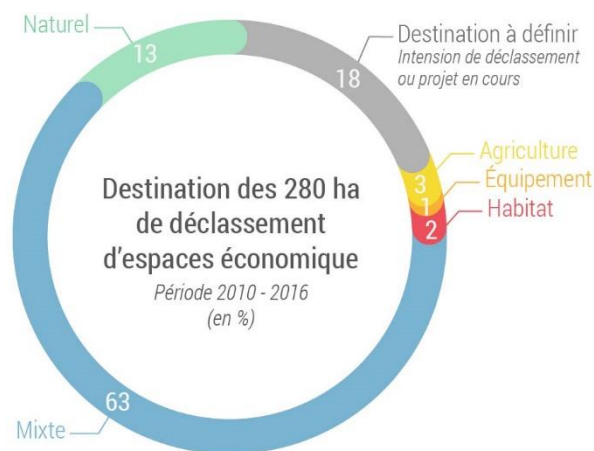 Naturel
13
Destination à définir
Intension de déclassement
ou projet en cours
18
Agriculture
3
Équipement
1
Habitat
2
Destination des 280 ha
de déclassement
d'espaces économique
Période 2010 - 2016
(en %)
63
Mixte